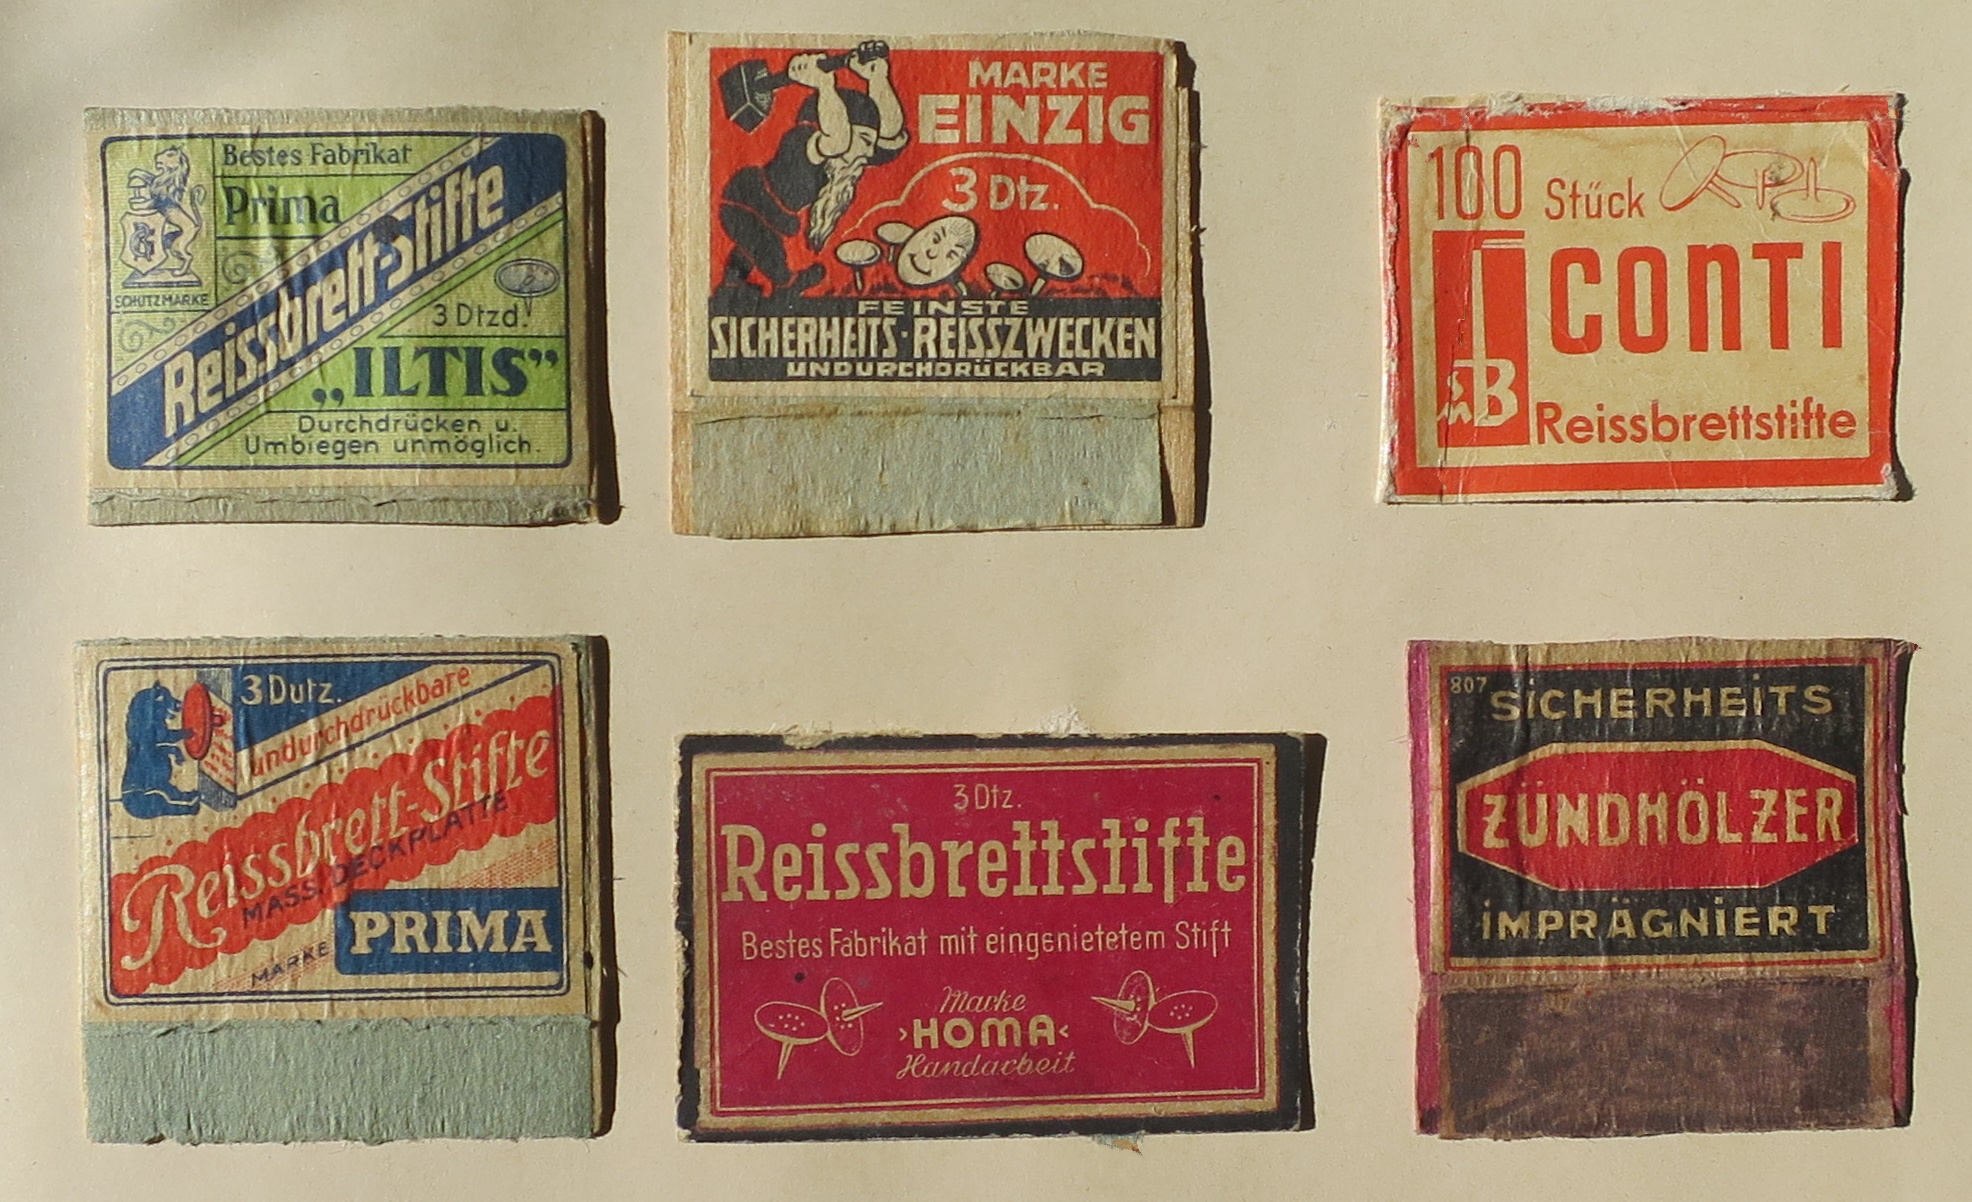 Bestes Fabrikat
Prima
Reissbrett-Stifte
SCHUTZMARKE
3 Dtzd.
„ILTIS”
Durchdrücken u.
Umbiegen unmöglich.
MARKE
EINZIG
3 Dtz.
FEINSTE
SICHERHEITS-REISSZWECKEN
UNDURCHDRÜCKBAR
100 Stück
CONTI
B
Reissbrettstifte
3 Dutz.
undurchdrückbare
Reissbrett-Stifte
MASS. DECKPLATTE
MARKE PRIMA
3 Dtz.
Reissbrettstifte
Bestes Fabrikat mit eingenietetem Stift
Marke
›HOMA‹
Handarbeit
807
SICHERHEITS
ZÜNDHÖLZER
IMPRÄGNIERT